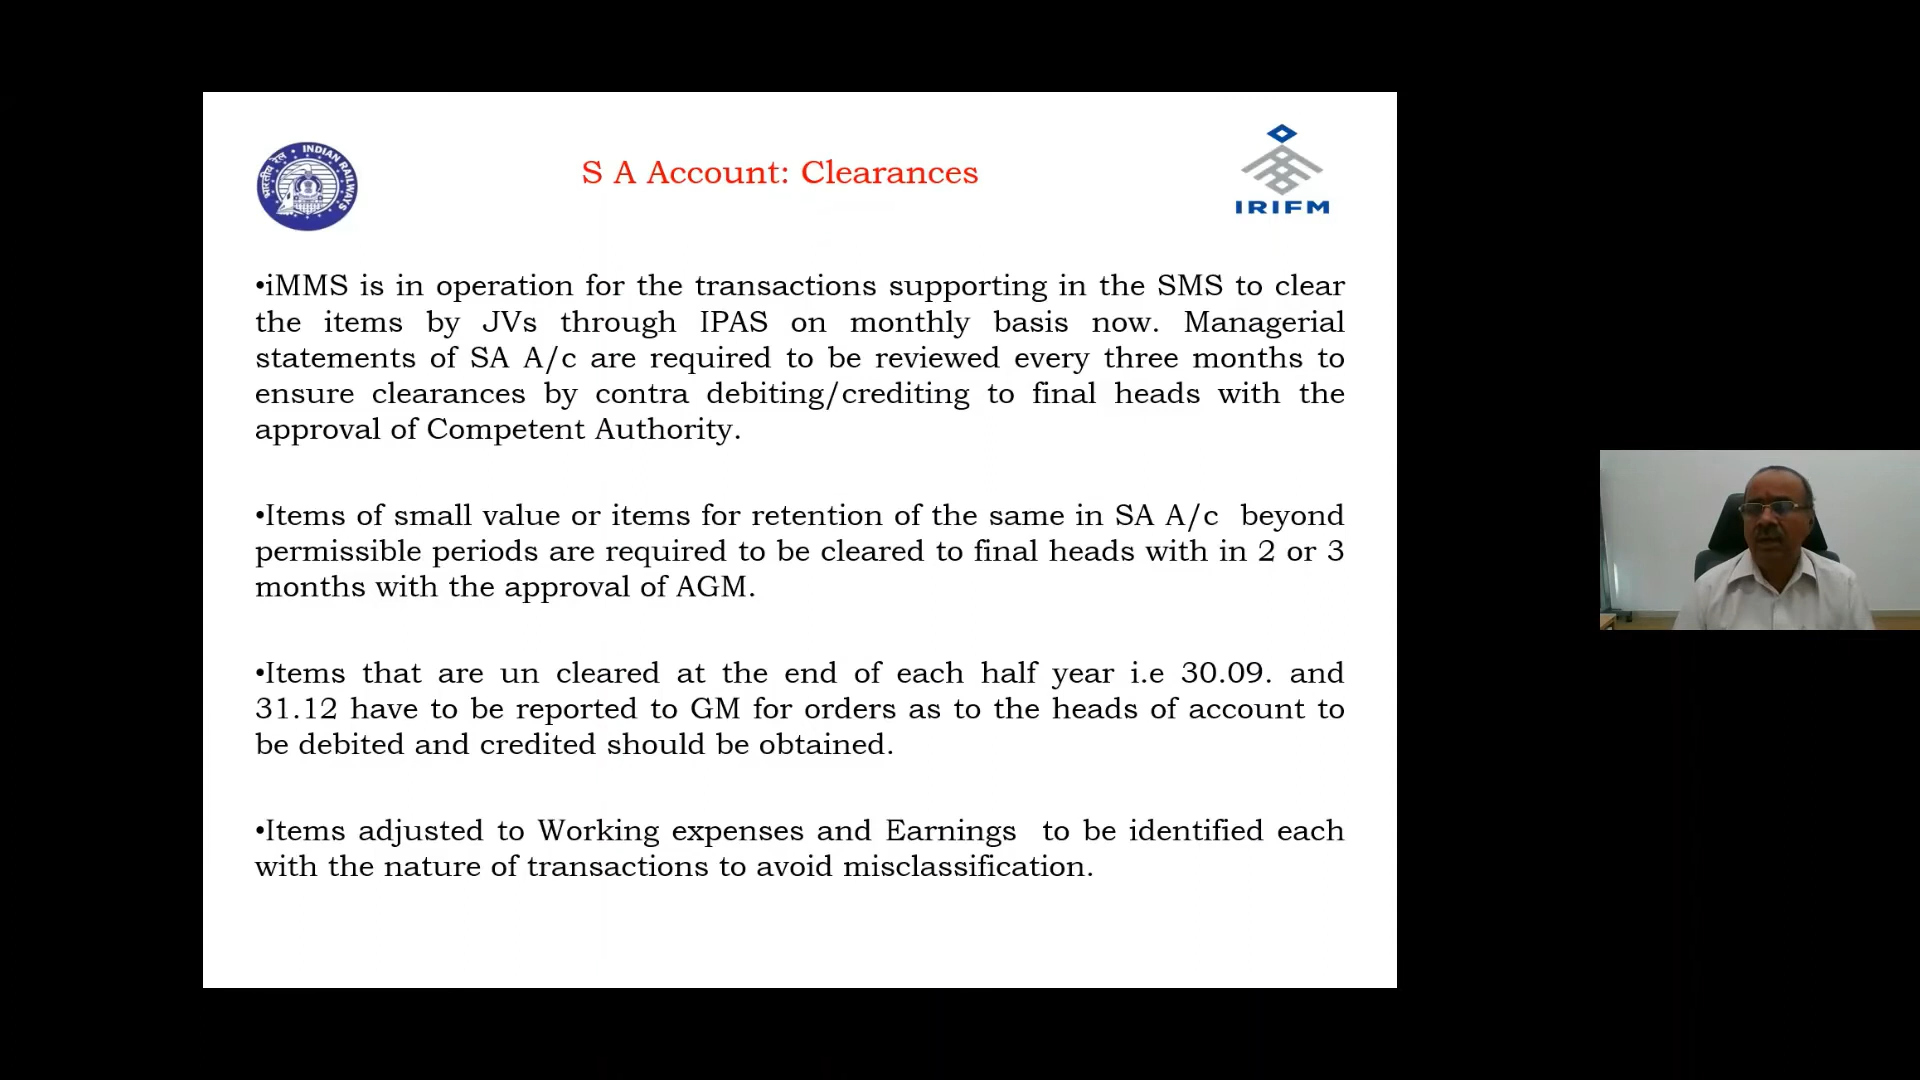 भारतीय रेल • INDIAN RAILWAYS
S A Account: Clearances
IRIFM
•iMMS is in operation for the transactions supporting in the SMS to clear
the items by JVs through IPAS on monthly basis now. Managerial
statements of SA A/c are required to be reviewed every three months to
ensure clearances by contra debiting/crediting to final heads with the
approval of Competent Authority.
•Items of small value or items for retention of the same in SA A/c beyond
permissible periods are required to be cleared to final heads with in 2 or 3
months with the approval of AGM.
•Items that are un cleared at the end of each half year i.e 30.09. and
31.12 have to be reported to GM for orders as to the heads of account to
be debited and credited should be obtained.
•Items adjusted to Working expenses and Earnings to be identified each
with the nature of transactions to avoid misclassification.